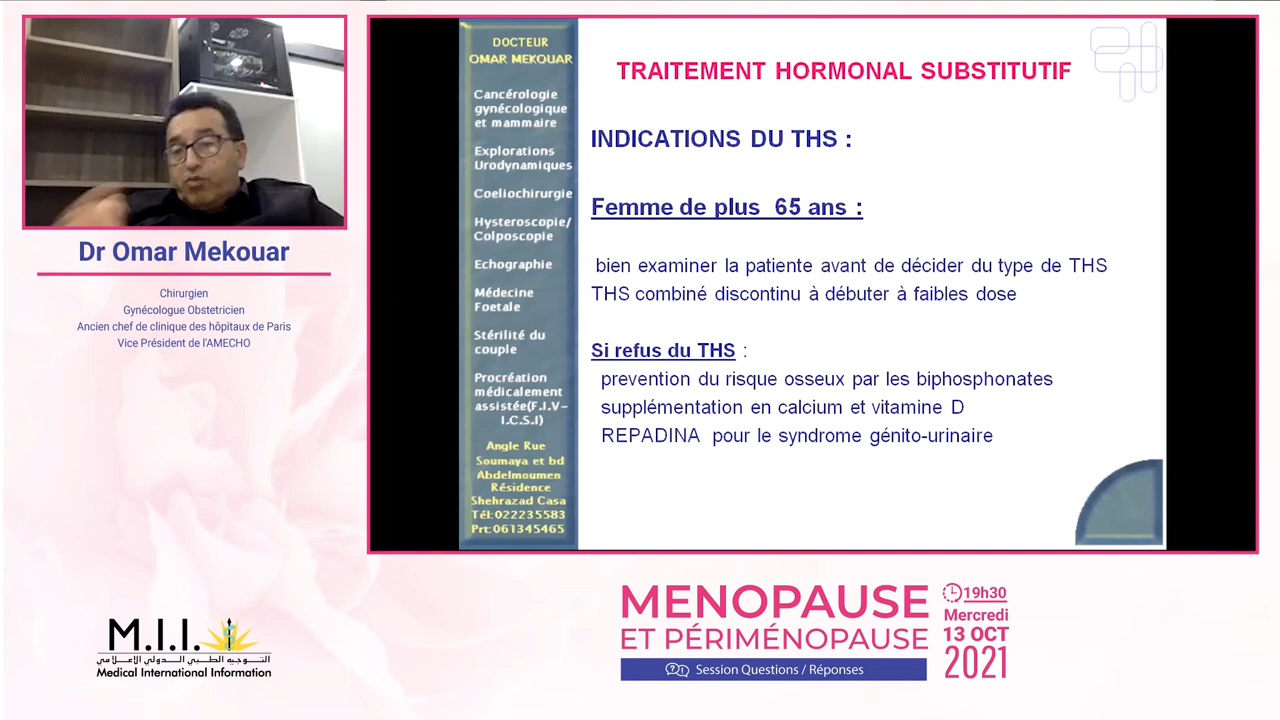 Dr Omar Mekouar
Chirurgien
Gynécologue Obstetricien
Ancien chef de clinique des hôpitaux de Paris
Vice Président de l'AMECHO
DOCTEUR
OMAR MEKOUAR
Cancérologie
gynécologique
et mammaire
Explorations
Urodynamiques
Coeliochirurgie
Hysteroscopie/
Colposcopie
Echographie
Médecine
Foetale
Stérilité du
couple
Procréation
médicalement
assistée(F.I.V-
I.C.S.I)
Angle Rue
Soumaya et bd
Abdelmoumen
Résidence
Shehrazad Casa
Tél:022235583
Prt:061345465
TRAITEMENT HORMONAL SUBSTITUTIF
INDICATIONS DU THS :
Femme de plus 65 ans :
bien examiner la patiente avant de décider du type de THS
THS combiné discontinu à débuter à faibles dose
Si refus du THS :
prevention du risque osseux par les biphosphonates
supplémentation en calcium et vitamine D
REPADINA pour le syndrome génito-urinaire
M.I.I.
التوجيه الطبي الدولي الإعلامي
Medical International Information
MENOPAUSE
ET PÉRIMÉNOPAUSE
Session Questions / Réponses
19h30
Mercredi
13 OCT
2021